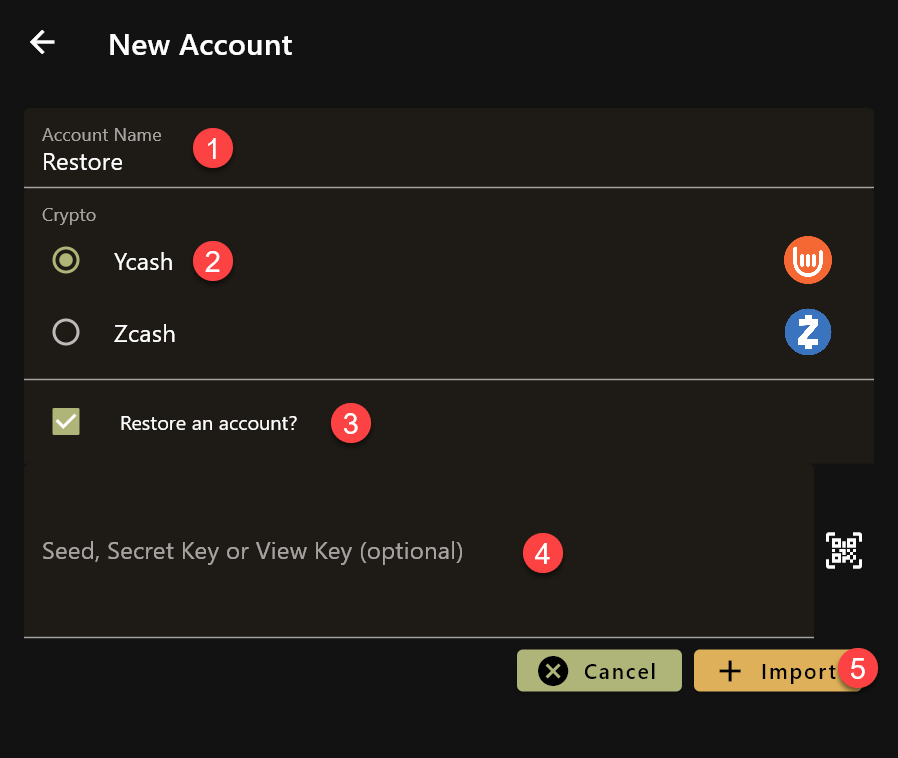 New Account
Account Name
Restore
1
Crypto
Ycash
2
Zcash
Restore an account?
3
Seed, Secret Key or View Key (optional)
4
Cancel
Import
5